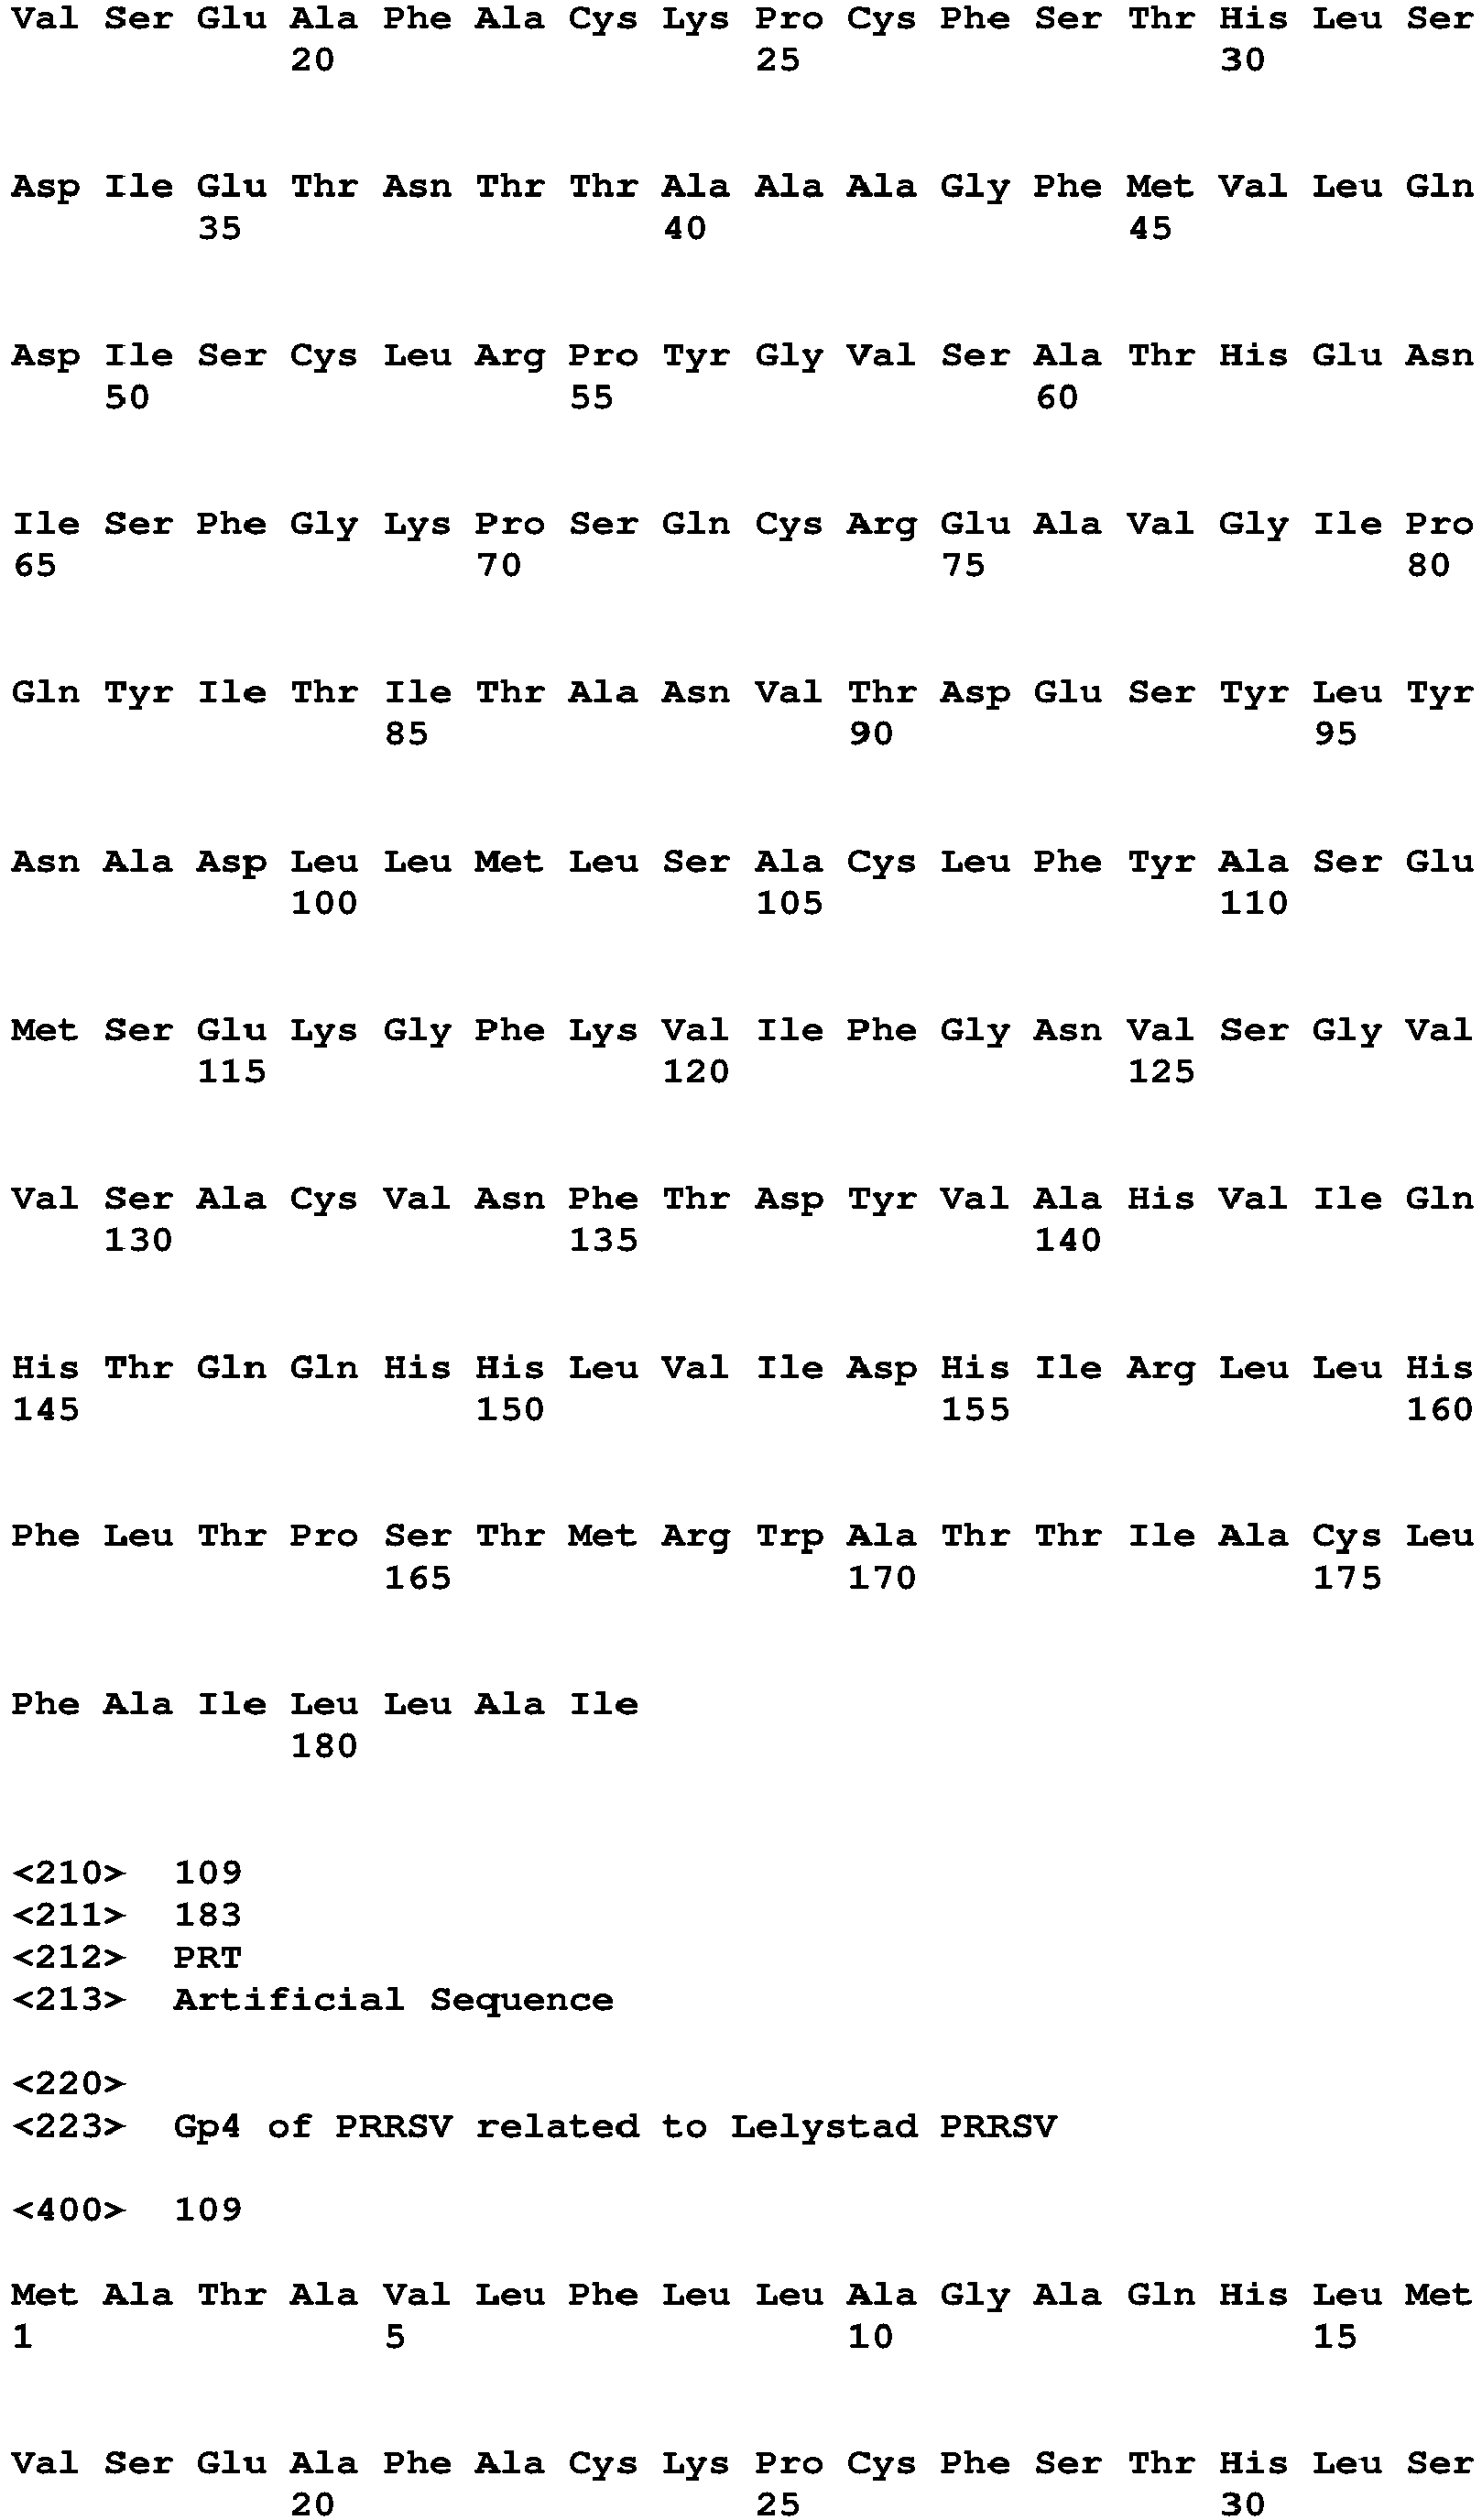 Val Ser Glu Ala Phe Ala Cys Lys Pro Cys Phe Ser Thr His Leu Ser
20 25 30
Asp Ile Glu Thr Asn Thr Thr Ala Ala Ala Gly Phe Met Val Leu Gln
35 40 45
Asp Ile Ser Cys Leu Arg Pro Tyr Gly Val Ser Ala Thr His Glu Asn
50 55 60
Ile Ser Phe Gly Lys Pro Ser Gln Cys Arg Glu Ala Val Gly Ile Pro
65 70 75 80
Gln Tyr Ile Thr Ile Thr Ala Asn Val Thr Asp Glu Ser Tyr Leu Tyr
85 90 95
Asn Ala Asp Leu Leu Met Leu Ser Ala Cys Leu Phe Tyr Ala Ser Glu
100 105 110
Met Ser Glu Lys Gly Phe Lys Val Ile Phe Gly Asn Val Ser Gly Val
115 120 125
Val Ser Ala Cys Val Asn Phe Thr Asp Tyr Val Ala His Val Ile Gln
130 135 140
His Thr Gln Gln His His Leu Val Ile Asp His Ile Arg Leu Leu His
145 150 155 160
Phe Leu Thr Pro Ser Thr Met Arg Trp Ala Thr Thr Ile Ala Cys Leu
165 170 175
Phe Ala Ile Leu Leu Ala Ile
180
<210> 109
<211> 183
<212> PRT
<213> Artificial Sequence
<220>
<223> Gp4 of PRRSV related to Lelystad PRRSV
<400> 109
Met Ala Thr Ala Val Leu Phe Leu Leu Ala Gly Ala Gln His Leu Met
1 5 10 15
Val Ser Glu Ala Phe Ala Cys Lys Pro Cys Phe Ser Thr His Leu Ser
20 25 30